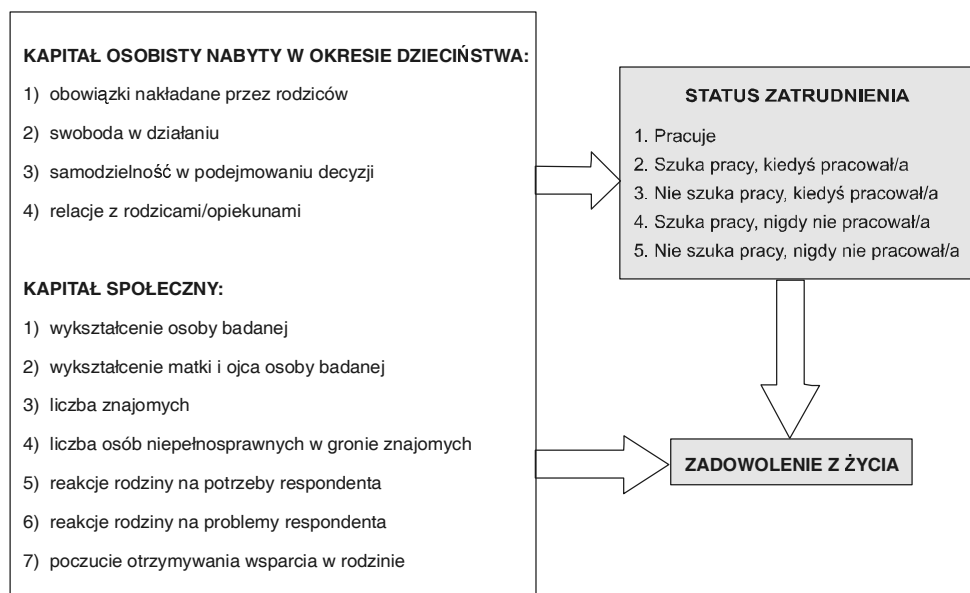 KAPITAŁ OSOBISTY NABYTY W OKRESIE DZIECIŃSTWA:
1) obowiązki nakładane przez rodziców
2) swoboda w działaniu
3) samodzielność w podejmowaniu decyzji
4) relacje z rodzicami/opiekunami
KAPITAŁ SPOŁECZNY:
1) wykształcenie osoby badanej
2) wykształcenie matki i ojca osoby badanej
3) liczba znajomych
4) liczba osób niepełnosprawnych w gronie znajomych
5) reakcje rodziny na potrzeby respondenta
6) reakcje rodziny na problemy respondenta
7) poczucie otrzymywania wsparcia w rodzinie
STATUS ZATRUDNIENIA
1. Pracuje
2. Szuka pracy, kiedyś pracował/a
3. Nie szuka pracy, kiedyś pracował/a
4. Szuka pracy, nigdy nie pracował/a
5. Nie szuka pracy, nigdy nie pracował/a
ZADOWOLENIE Z ŻYCIA